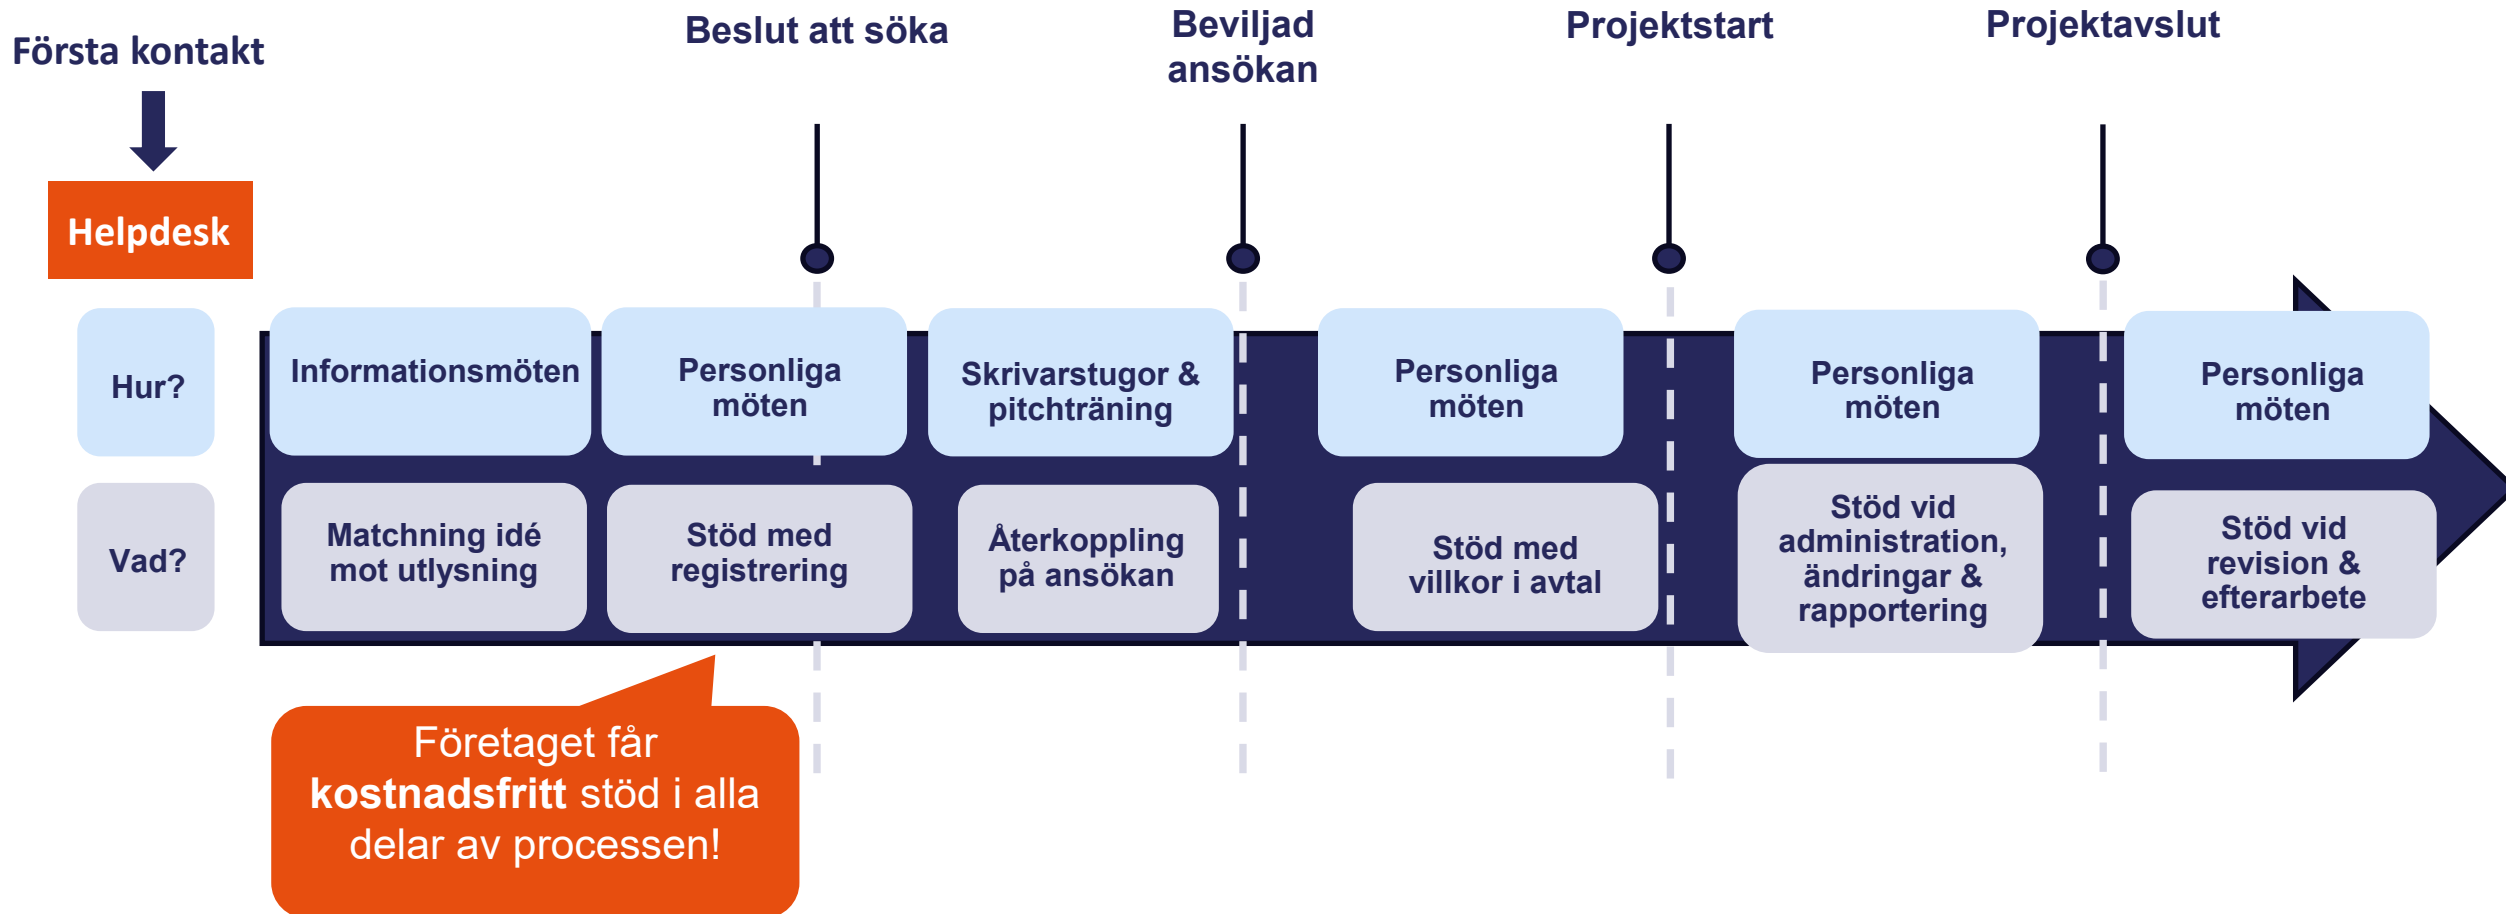 Första kontakt
Helpdesk
Beslut att söka
Beviljad
ansökan
Projektstart
Projektavslut
Hur?
Informationsmöten
Personliga
möten
Skrivarstugor &
pitchträning
Personliga
möten
Personliga
möten
Personliga
möten
Vad?
Matchning idé
mot utlysning
Stöd med
registrering
Återkoppling
på ansökan
Stöd med
villkor i avtal
Stöd vid
administration,
ändringar &
rapportering
Stöd vid
revision &
efterarbete
Företaget får
kostnadsfritt stöd i alla
delar av processen!